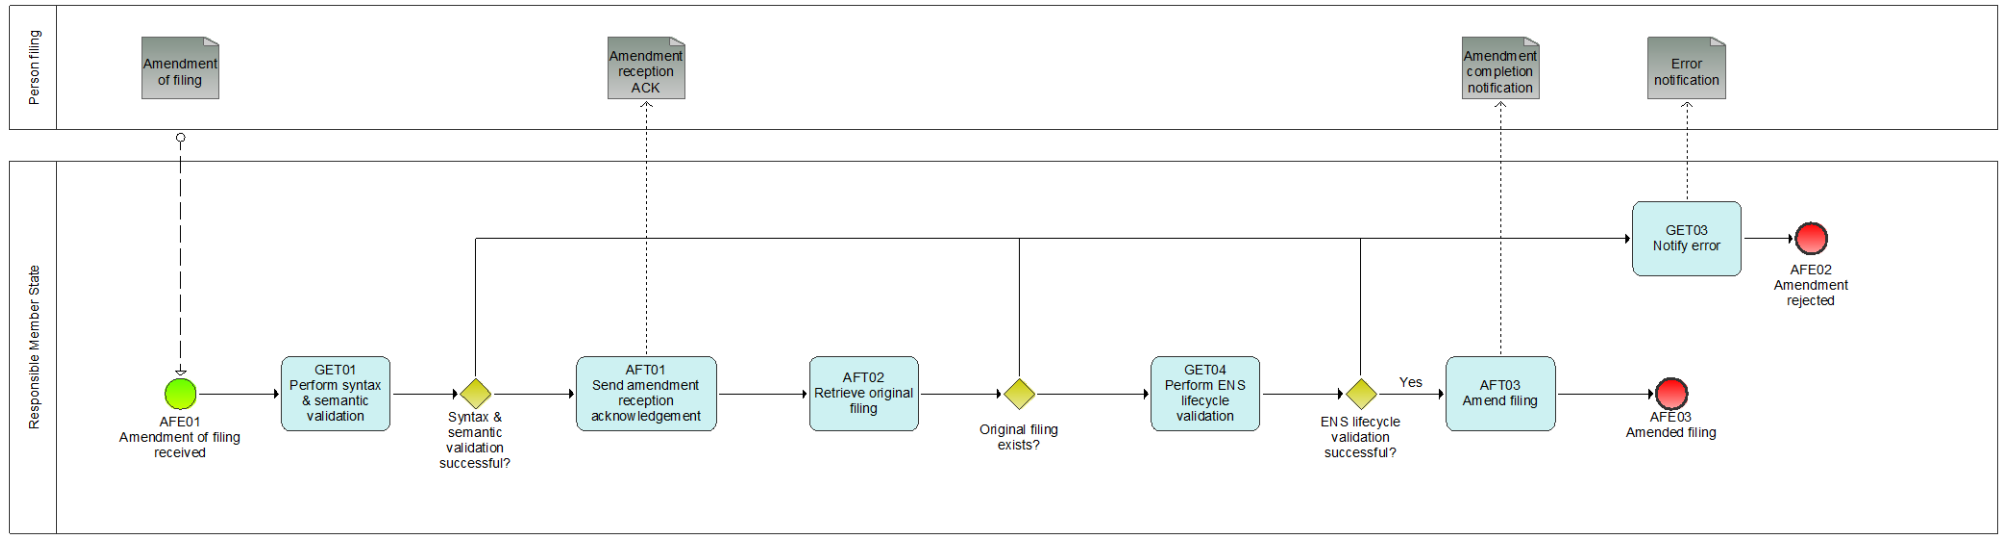 Person filing
Amendment
of filing
Amendment
reception
ACK
Amendment
completion
notification
Error
notification
Responsible Member State
GET03
Notify error
AFE02
Amendment
rejected
AFE01
Amendment of filing
received
GET01
Perform syntax
& semantic
validation
Syntax &
semantic
validation
successful?
AFT01
Send amendment
reception
acknowledgement
AFT02
Retrieve original
filing
Original filing
exists?
GET04
Perform ENS
lifecycle
validation
ENS lifecycle
validation
successful?
Yes
AFT03
Amend filing
AFE03
Amended filing